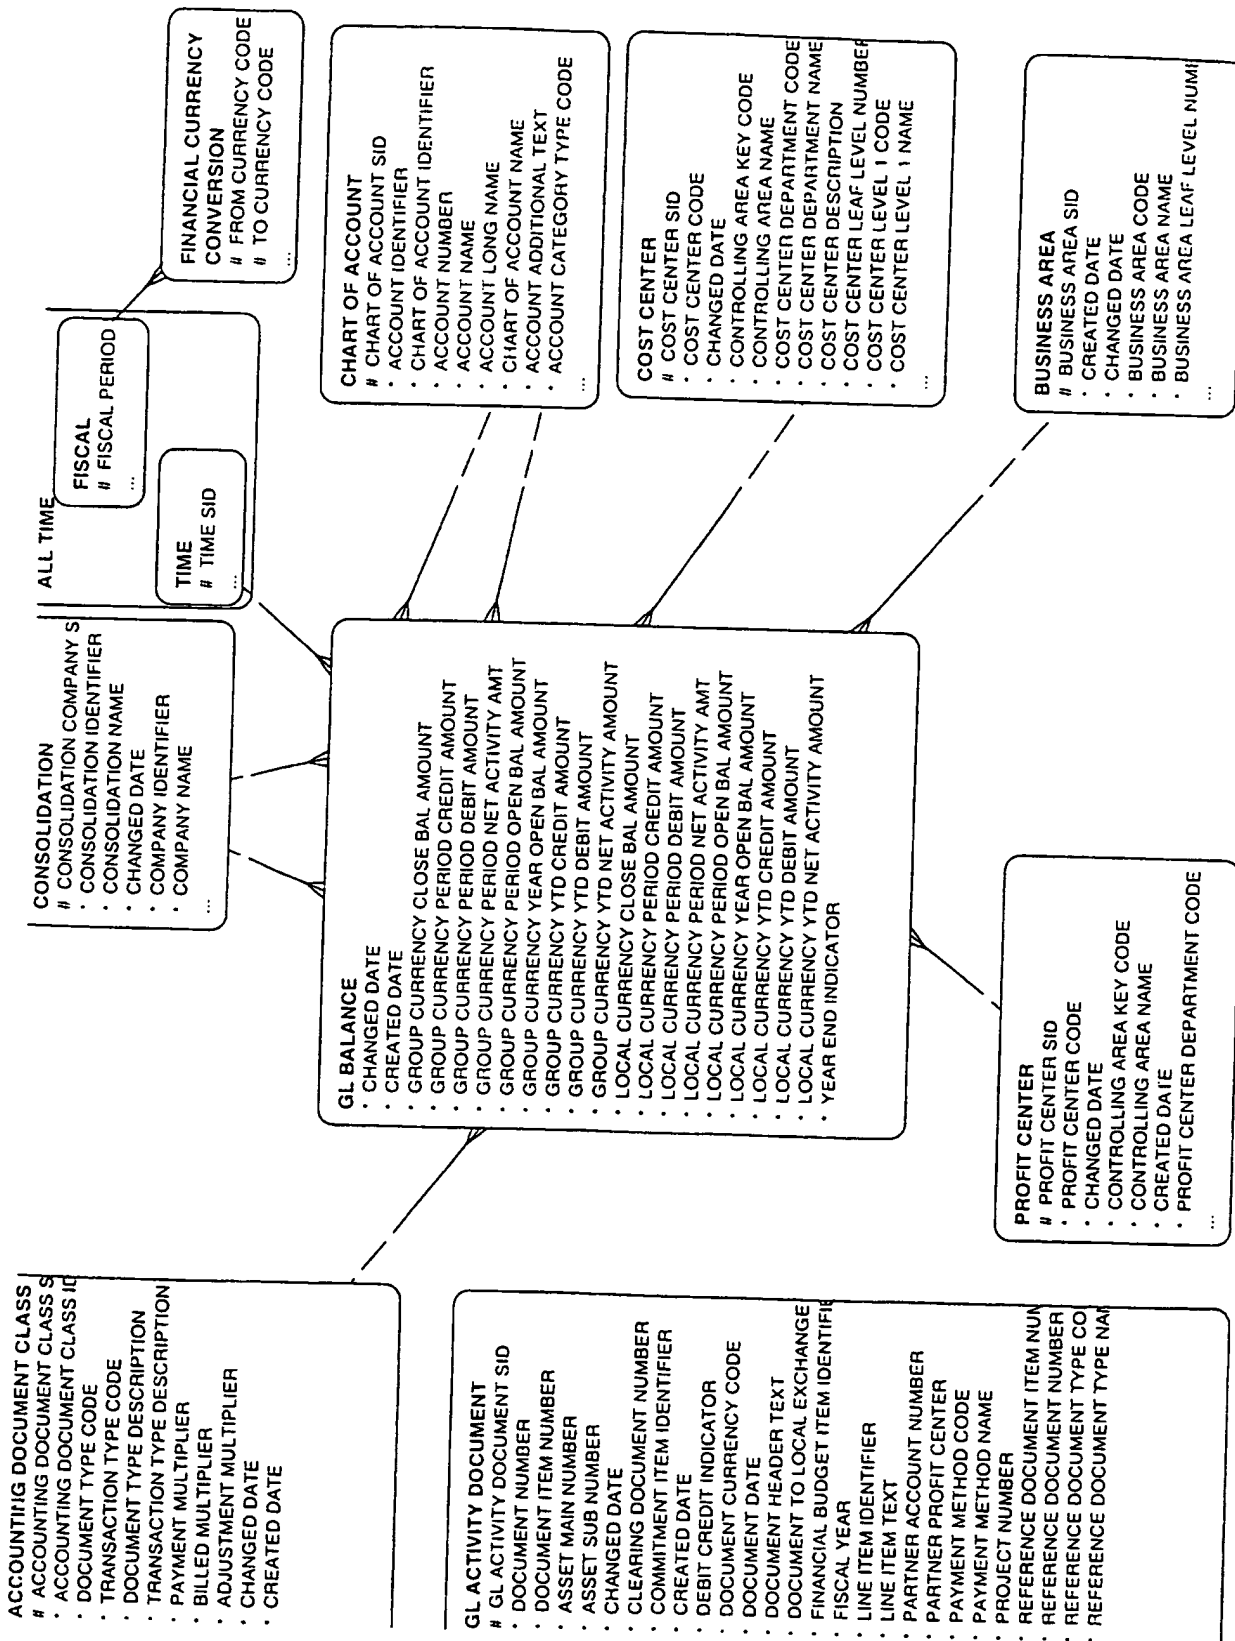 ACCOUNTING DOCUMENT CLASS
# ACCOUNTING DOCUMENT CLASS S
· ACCOUNTING DOCUMENT CLASS ID
· DOCUMENT TYPE CODE
· TRANSACTION TYPE CODE
· DOCUMENT TYPE DESCRIPTION
· TRANSACTION TYPE DESCRIPTION
· PAYMENT MULTIPLIER
· BILLED MULTIPLIER
· ADJUSTMENT MULTIPLIER
· CHANGED DATE
· CREATED DATE
CONSOLIDATION
# CONSOLIDATION COMPANY S
· CONSOLIDATION IDENTIFIER
· CONSOLIDATION NAME
· CHANGED DATE
· COMPANY IDENTIFIER
· COMPANY NAME
...
ALL TIME
FISCAL
# FISCAL PERIOD
...
TIME
# TIME SID
...
FINANCIAL CURRENCY
CONVERSION
# FROM CURRENCY CODE
# TO CURRENCY CODE
...
GL BALANCE
· CHANGED DATE
· CREATED DATE
· GROUP CURRENCY CLOSE BAL AMOUNT
· GROUP CURRENCY PERIOD CREDIT AMOUNT
· GROUP CURRENCY PERIOD DEBIT AMOUNT
· GROUP CURRENCY PERIOD NET ACTIVITY AMT
· GROUP CURRENCY PERIOD OPEN BAL AMOUNT
· GROUP CURRENCY YEAR OPEN BAL AMOUNT
· GROUP CURRENCY YTD CREDIT AMOUNT
· GROUP CURRENCY YTD DEBIT AMOUNT
· GROUP CURRENCY YTD NET ACTIVITY AMOUNT
· LOCAL CURRENCY CLOSE BAL AMOUNT
· LOCAL CURRENCY PERIOD CREDIT AMOUNT
· LOCAL CURRENCY PERIOD DEBIT AMOUNT
· LOCAL CURRENCY PERIOD NET ACTIVITY AMT
· LOCAL CURRENCY PERIOD OPEN BAL AMOUNT
· LOCAL CURRENCY YEAR OPEN BAL AMOUNT
· LOCAL CURRENCY YTD CREDIT AMOUNT
· LOCAL CURRENCY YTD DEBIT AMOUNT
· LOCAL CURRENCY YTD NET ACTIVITY AMOUNT
· YEAR END INDICATOR
CHART OF ACCOUNT
# CHART OF ACCOUNT SID
· ACCOUNT IDENTIFIER
· CHART OF ACCOUNT IDENTIFIER
· ACCOUNT NUMBER
· ACCOUNT NAME
· ACCOUNT LONG NAME
· CHART OF ACCOUNT NAME
· ACCOUNT ADDITIONAL TEXT
· ACCOUNT CATEGORY TYPE CODE
...
GL ACTIVITY DOCUMENT
# GL ACTIVITY DOCUMENT SID
· DOCUMENT NUMBER
· DOCUMENT ITEM NUMBER
· ASSET MAIN NUMBER
· ASSET SUB NUMBER
· CHANGED DATE
· CLEARING DOCUMENT NUMBER
· COMMITMENT ITEM IDENTIFIER
· CREATED DATE
· DEBIT CREDIT INDICATOR
· DOCUMENT CURRENCY CODE
· DOCUMENT DATE
· DOCUMENT HEADER TEXT
· DOCUMENT TO LOCAL EXCHANGE
· FINANCIAL BUDGET ITEM IDENTIFIE
· FISCAL YEAR
· LINE ITEM IDENTIFIER
· LINE ITEM TEXT
· PARTNER ACCOUNT NUMBER
· PARTNER PROFIT CENTER
· PAYMENT METHOD CODE
· PAYMENT METHOD NAME
· PROJECT NUMBER
· REFERENCE DOCUMENT ITEM NUM
· REFERENCE DOCUMENT NUMBER
· REFERENCE DOCUMENT TYPE CO
· REFERENCE DOCUMENT TYPE NAM
COST CENTER
# COST CENTER SID
· COST CENTER CODE
· CHANGED DATE
· CONTROLLING AREA KEY CODE
· CONTROLLING AREA NAME
· COST CENTER DEPARTMENT CODE
· COST CENTER DEPARTMENT NAME
· COST CENTER DESCRIPTION
· COST CENTER LEAF LEVEL NUMBER
· COST CENTER LEVEL 1 CODE
· COST CENTER LEVEL 1 NAME
...
PROFIT CENTER
# PROFIT CENTER SID
· PROFIT CENTER CODE
· CHANGED DATE
· CONTROLLING AREA KEY CODE
· CONTROLLING AREA NAME
· CREATED DATE
· PROFIT CENTER DEPARTMENT CODE
...
BUSINESS AREA
# BUSINESS AREA SID
· CREATED DATE
· CHANGED DATE
· BUSINESS AREA CODE
· BUSINESS AREA NAME
· BUSINESS AREA LEAF LEVEL NUMI
...